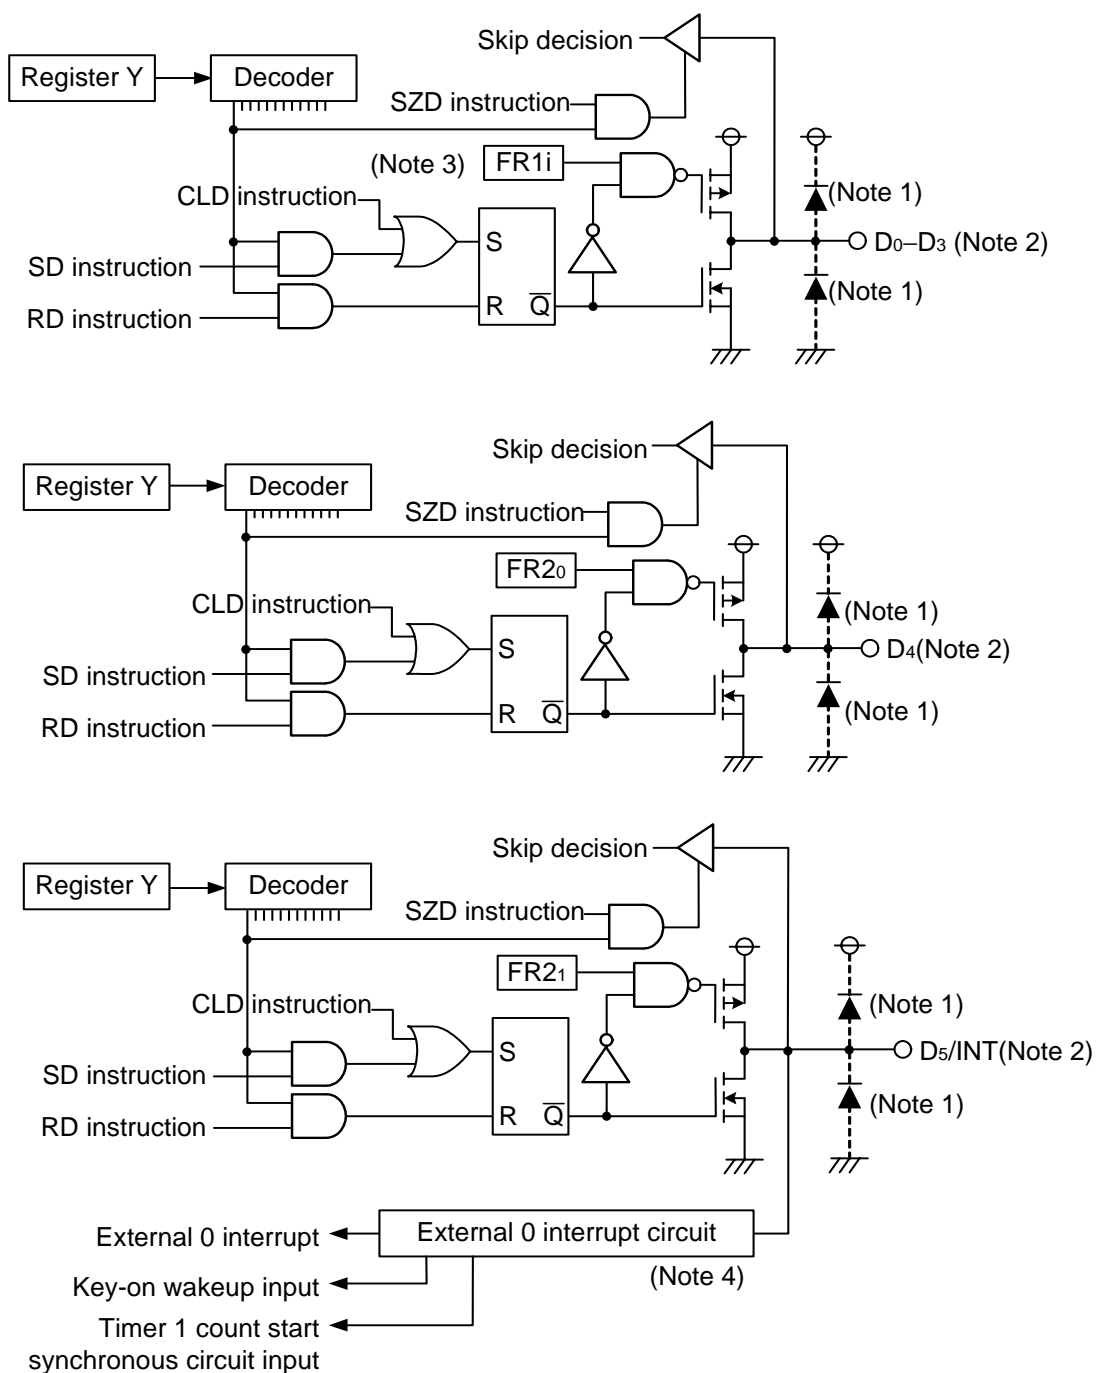 Skip decision
Register Y
Decoder
SZD instruction
(Note 3)
FR1i
CLD instruction
(Note 1)
S
D0–D3 (Note 2)
SD instruction
(Note 1)
R
Q̅
RD instruction
Skip decision
Register Y
Decoder
SZD instruction
FR20
CLD instruction
(Note 1)
S
D4(Note 2)
SD instruction
(Note 1)
R
Q̅
RD instruction
Skip decision
Register Y
Decoder
SZD instruction
FR21
CLD instruction
(Note 1)
S
D5/INT(Note 2)
SD instruction
(Note 1)
R
Q̅
RD instruction
External 0 interrupt
External 0 interrupt circuit
(Note 4)
Key-on wakeup input
Timer 1 count start
synchronous circuit input